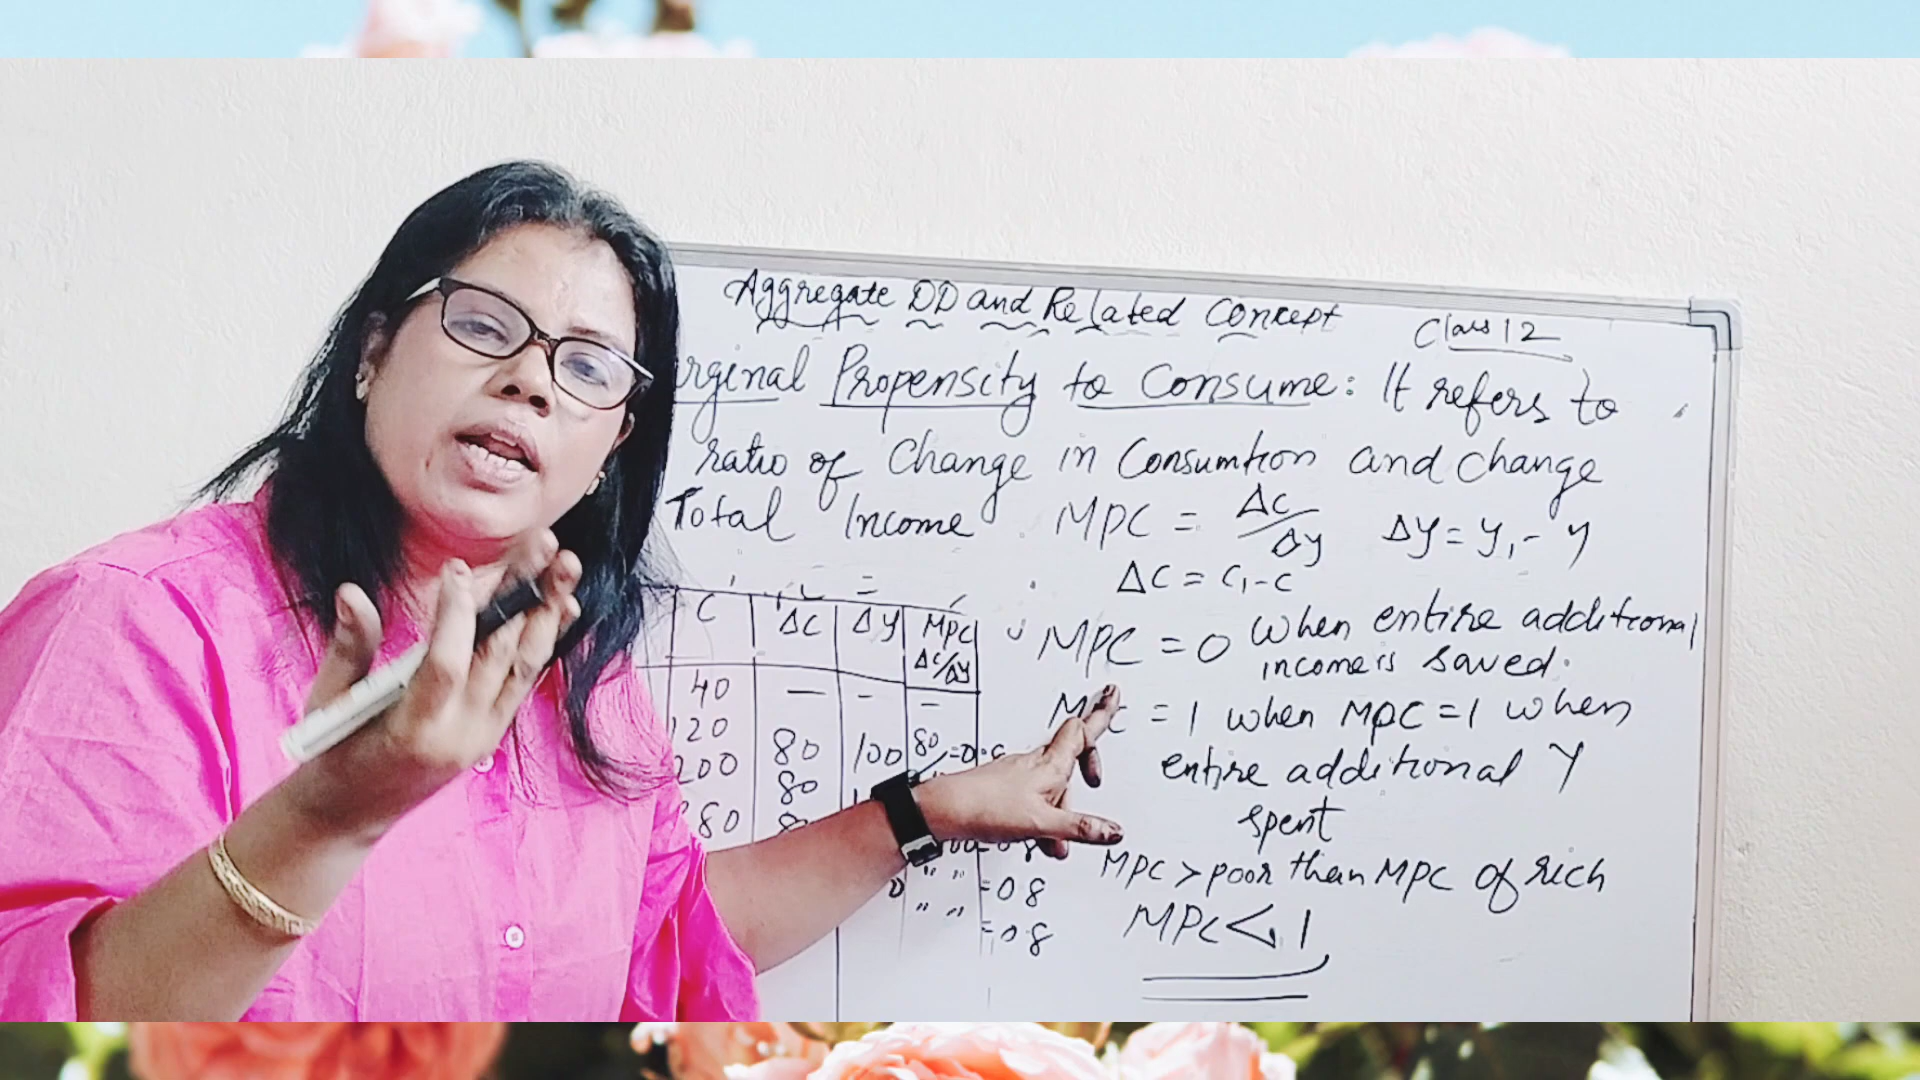 Aggregate DD and Related Concept
Class 12
rginal Propensity to Consume: It refers to
ratio of Change in Consumtion and change
Total Income MPC = ΔC/ΔY ΔY = Y₁ - Y
ΔC = C₁ - C
C ΔC ΔY MPC ΔC/ΔY
40 — - -
120 80 100 80
200 80
80
= 0 8
" " = 0 8
" "
MPC = 0 When entire additional
income is saved.
= 1 when MPC = 1 when
entire additional Y
spent
MPC > poor than MPC of rich
MPC < 1